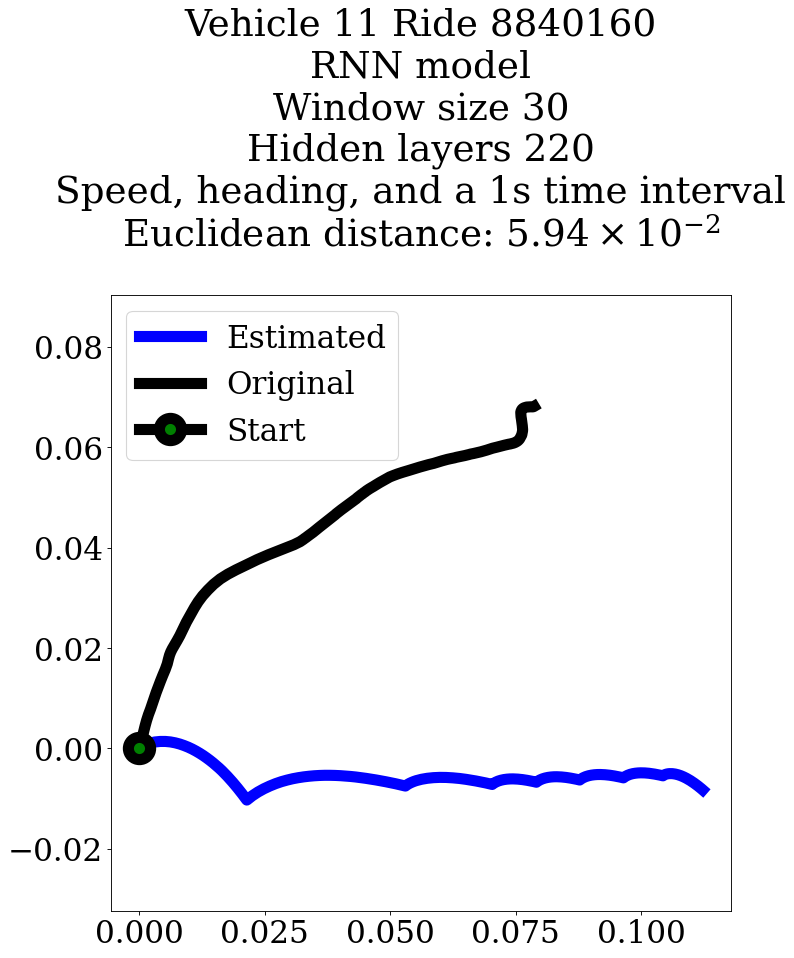 Vehicle 11 Ride 8840160
RNN model
Window size 30
Hidden layers 220
Speed, heading, and a 1s time interval
Euclidean distance: 5.94 × 10⁻²
Estimated
Original
Start
0.08
0.06
0.04
0.02
0.00
−0.02
0.000 0.025 0.050 0.075 0.100